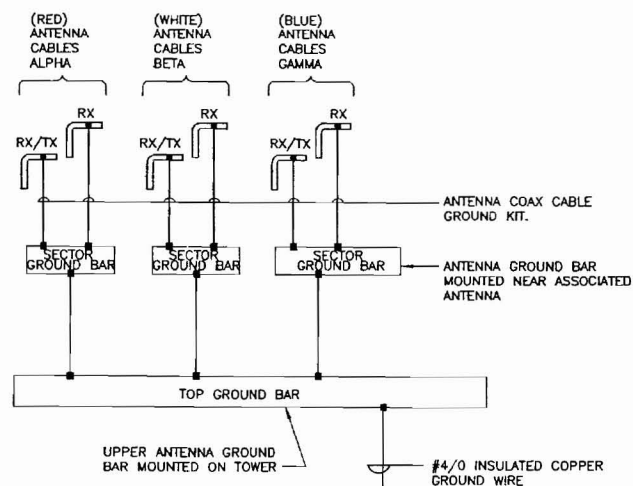 (RED)
ANTENNA
CABLES
ALPHA
(WHITE)
ANTENNA
CABLES
BETA
(BLUE)
ANTENNA
CABLES
GAMMA
RX
RX/TX
RX
RX/TX
RX
RX/TX
ANTENNA COAX CABLE
GROUND KIT.
SECTOR
GROUND BAR
SECTOR
GROUND BAR
SECTOR
GROUND BAR
ANTENNA GROUND BAR
MOUNTED NEAR ASSOCIATED
ANTENNA
TOP GROUND BAR
UPPER ANTENNA GROUND
BAR MOUNTED ON TOWER
#4/0 INSULATED COPPER
GROUND WIRE